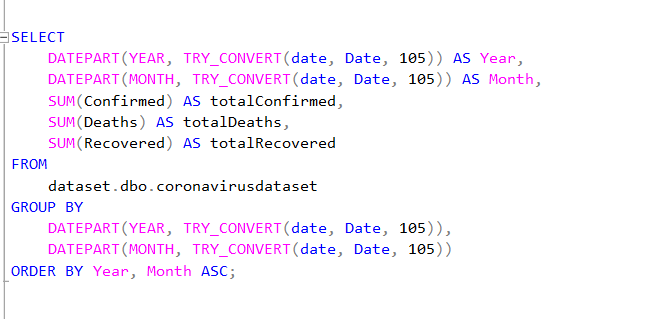 SELECT
DATEPART(YEAR, TRY_CONVERT(date, Date, 105)) AS Year,
DATEPART(MONTH, TRY_CONVERT(date, Date, 105)) AS Month,
SUM(Confirmed) AS totalConfirmed,
SUM(Deaths) AS totalDeaths,
SUM(Recovered) AS totalRecovered
FROM
dataset.dbo.coronavirusdataset
GROUP BY
DATEPART(YEAR, TRY_CONVERT(date, Date, 105)),
DATEPART(MONTH, TRY_CONVERT(date, Date, 105))
ORDER BY Year, Month ASC;